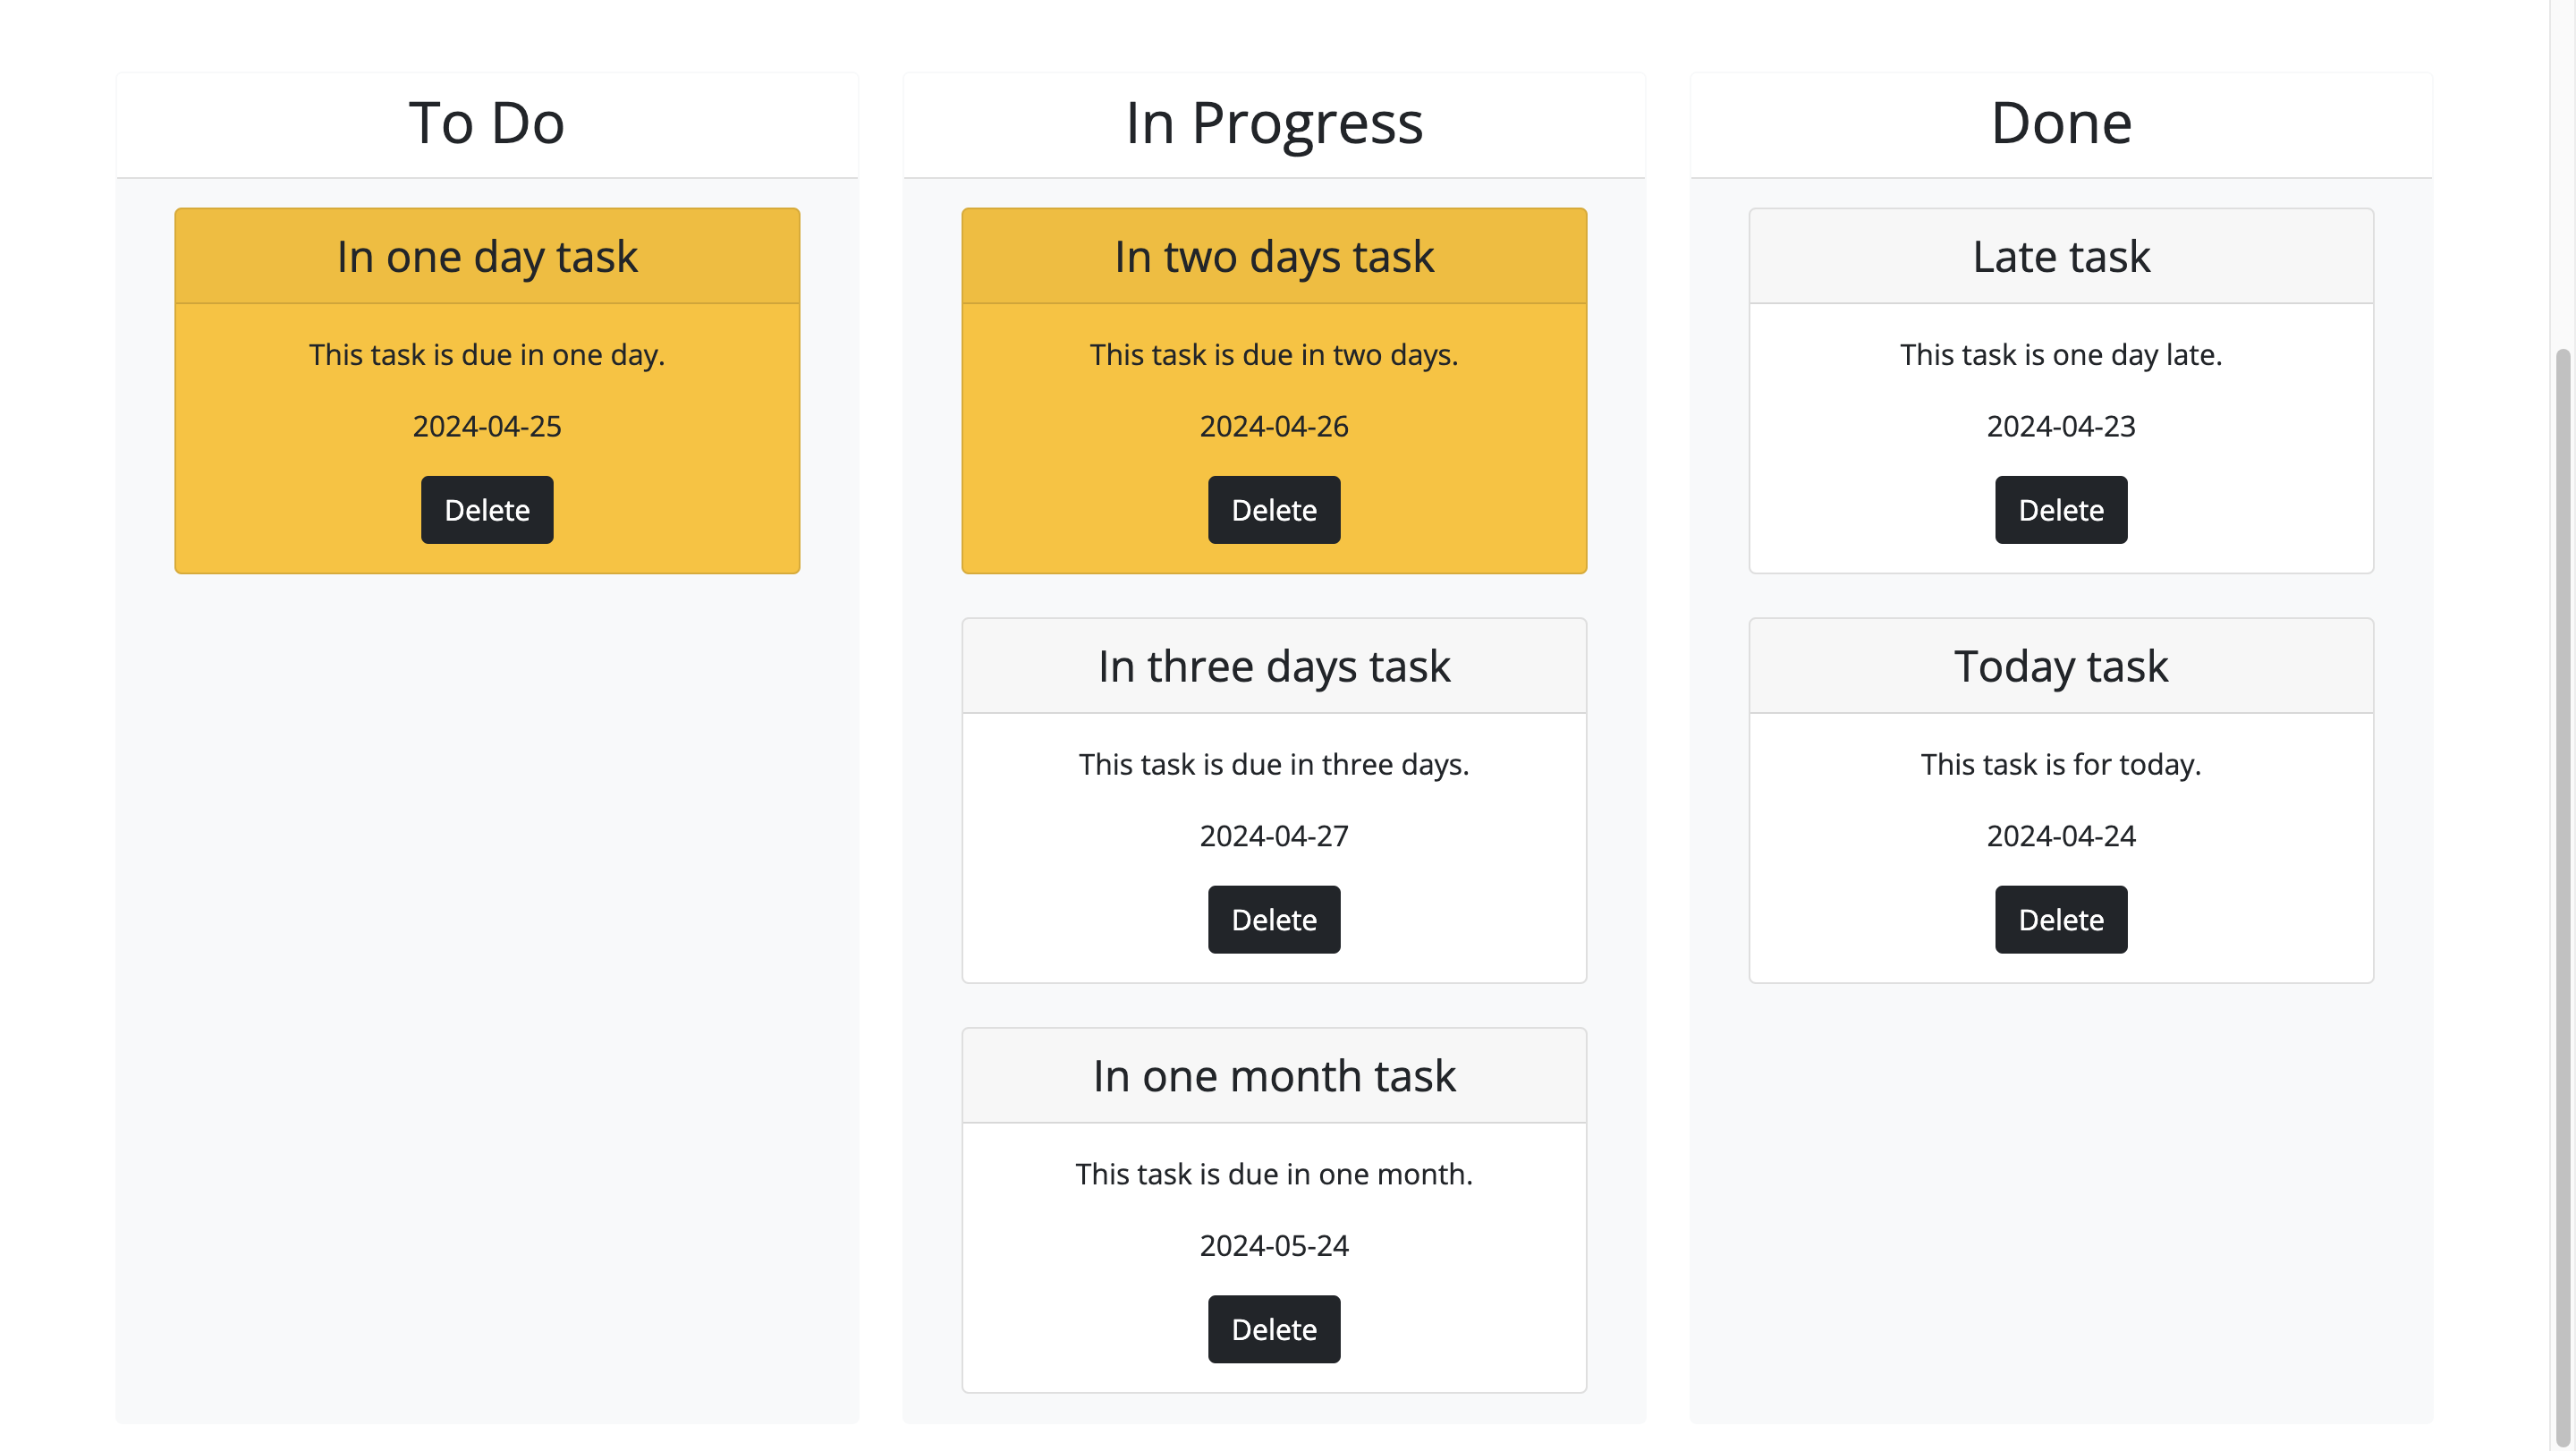 To Do
In one day task
This task is due in one day.
2024-04-25
Delete
In Progress
In two days task
This task is due in two days.
2024-04-26
Delete
In three days task
This task is due in three days.
2024-04-27
Delete
In one month task
This task is due in one month.
2024-05-24
Delete
Done
Late task
This task is one day late.
2024-04-23
Delete
Today task
This task is for today.
2024-04-24
Delete